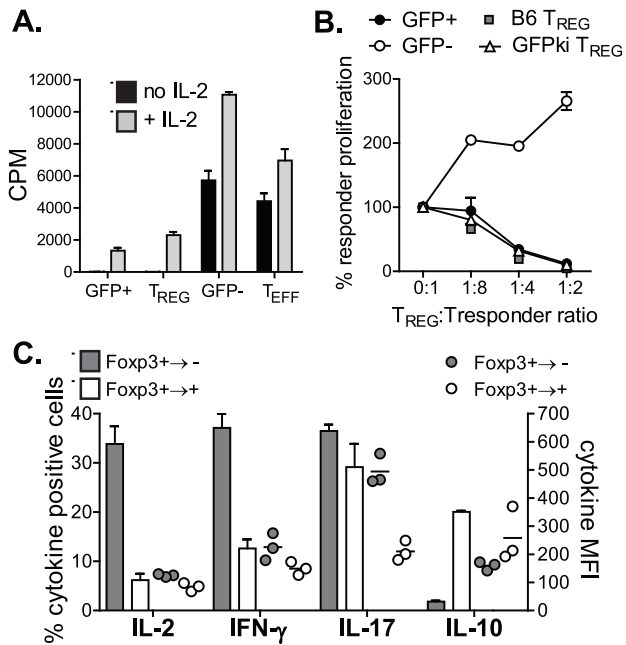 A.
no IL-2
+ IL-2
12000
10000
8000
6000
4000
2000
0
CPM
GFP+ TREG GFP- TEFF
B.
GFP+ B6 TREG
GFP- GFPki TREG
300
200
100
0
% responder proliferation
0:1 1:8 1:4 1:2
TREG:Tresponder ratio
C.
Foxp3+→ -
Foxp3+→+
Foxp3+→ -
Foxp3+→+
40
30
20
10
0
% cytokine positive cells
700
600
500
400
300
200
100
0
cytokine MFI
IL-2 IFN-γ IL-17 IL-10